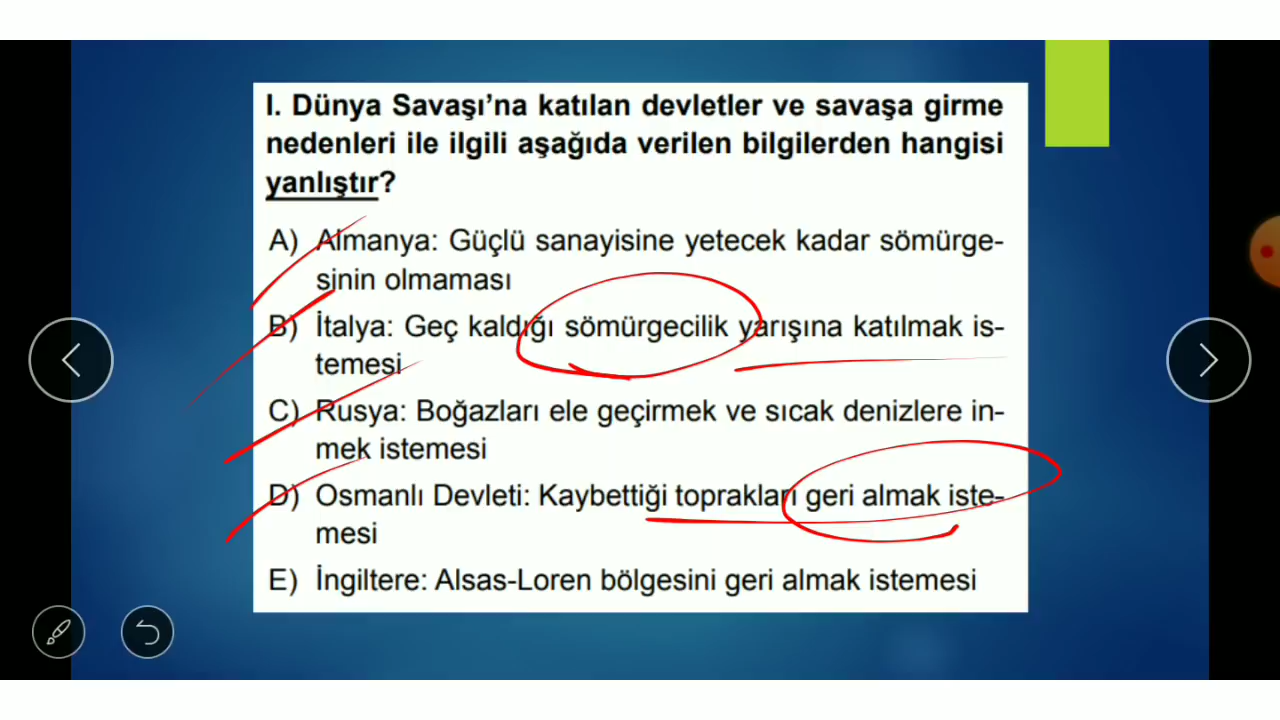 I. Dünya Savaşı'na katılan devletler ve savaşa girme
nedenleri ile ilgili aşağıda verilen bilgilerden hangisi
yanlıştır?
A) Almanya: Güçlü sanayisine yetecek kadar sömürge-
sinin olmaması
B) İtalya: Geç kaldığı sömürgecilik yarışına katılmak is-
temesi
C) Rusya: Boğazları ele geçirmek ve sıcak denizlere in-
mek istemesi
D) Osmanlı Devleti: Kaybettiği toprakları geri almak iste-
mesi
E) İngiltere: Alsas-Loren bölgesini geri almak istemesi